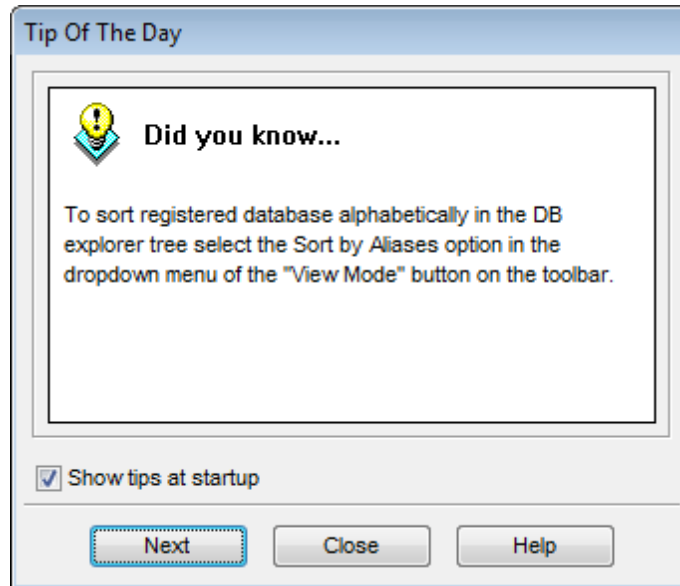 Tip Of The Day
Did you know...
To sort registered database alphabetically in the DB
explorer tree select the Sort by Aliases option in the
dropdown menu of the "View Mode" button on the toolbar.
Show tips at startup
Next Close Help